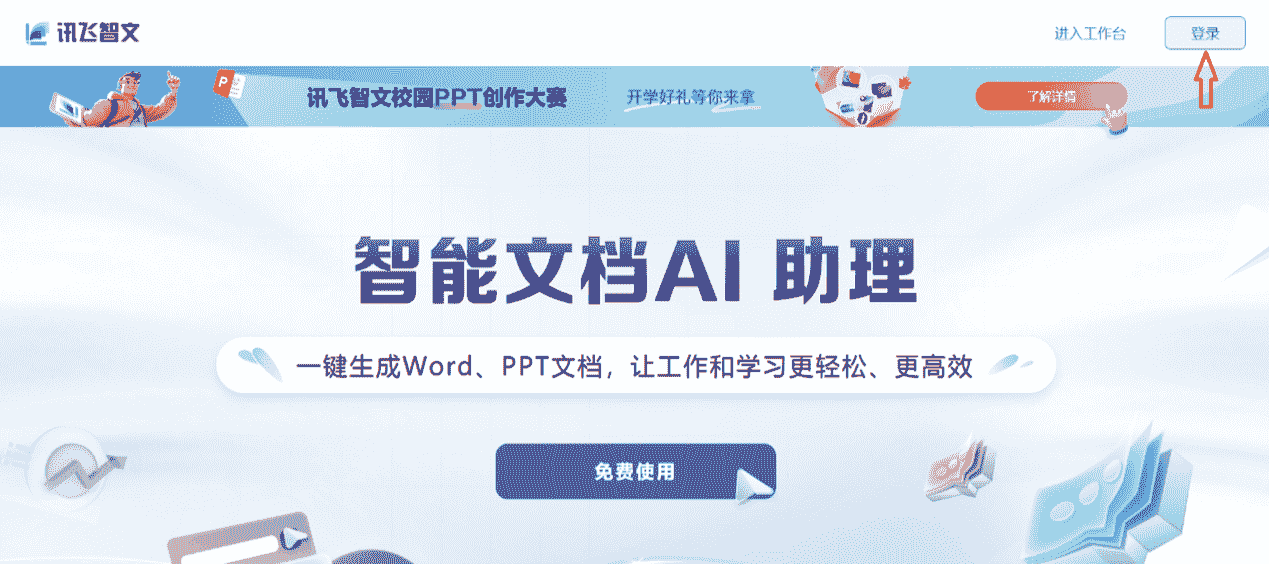 讯飞智文
进入工作台
登录
P
讯飞智文校园PPT创作大赛
开学好礼等你来拿
了解详情
智能文档AI 助理
一键生成Word、PPT文档，让工作和学习更轻松、更高效
免费使用